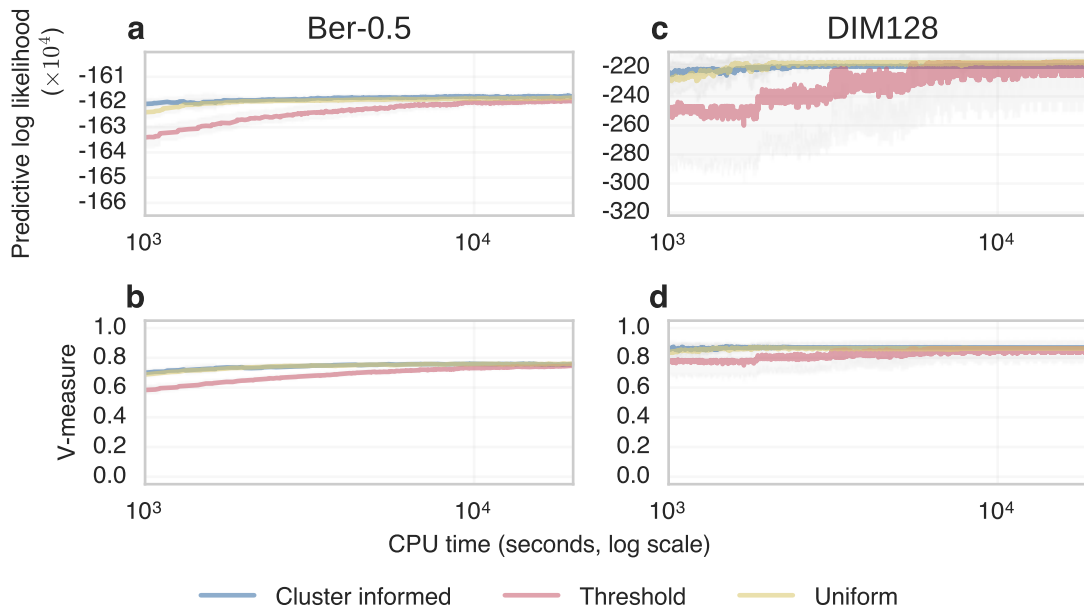 a
Ber-0.5
Predictive log likelihood
(×10⁴)
-161
-162
-163
-164
-165
-166
10³
10⁴
c
DIM128
-220
-240
-260
-280
-300
-320
10³
10⁴
b
V-measure
1.0
0.8
0.6
0.4
0.2
0.0
10³
10⁴
d
1.0
0.8
0.6
0.4
0.2
0.0
10³
10⁴
CPU time (seconds, log scale)
Cluster informed
Threshold
Uniform